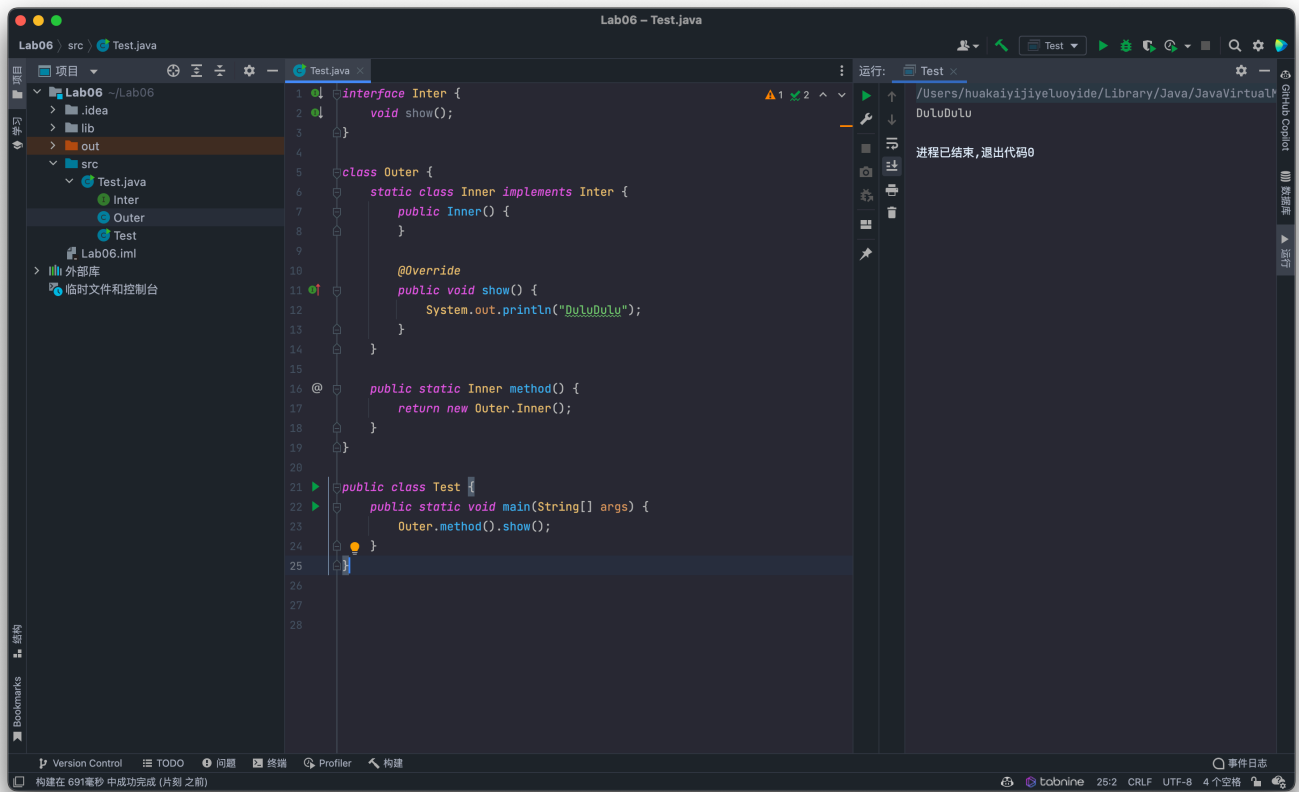 Lab06 – Test.java
Lab06 〉 src 〉 Test.java
Test
项目
Test.java
运行:
Test
项目
学习
结构
Bookmarks
Lab06 ~/Lab06
.idea
lib
out
src
Test.java
Inter
Outer
Test
Lab06.iml
外部库
临时文件和控制台
1 interface Inter {
2 void show();
3 }
4
5 class Outer {
6 static class Inner implements Inter {
7 public Inner() {
8 }
9
10 @Override
11 public void show() {
12 System.out.println("DuluDulu");
13 }
14 }
15
16 @ public static Inner method() {
17 return new Outer.Inner();
18 }
19 }
20
21 public class Test {
22 public static void main(String[] args) {
23 Outer.method().show();
24 }
25 }
26
27
28
1 2
/Users/huakaiyijiyeluoyide/Library/Java/JavaVirtualM
DuluDulu
进程已结束,退出代码0
GitHub Copilot
数据库
运行
Version Control
TODO
问题
终端
Profiler
构建
事件日志
构建在 691毫秒 中成功完成 (片刻 之前)
tabnine
25:2
CRLF
UTF-8
4 个空格